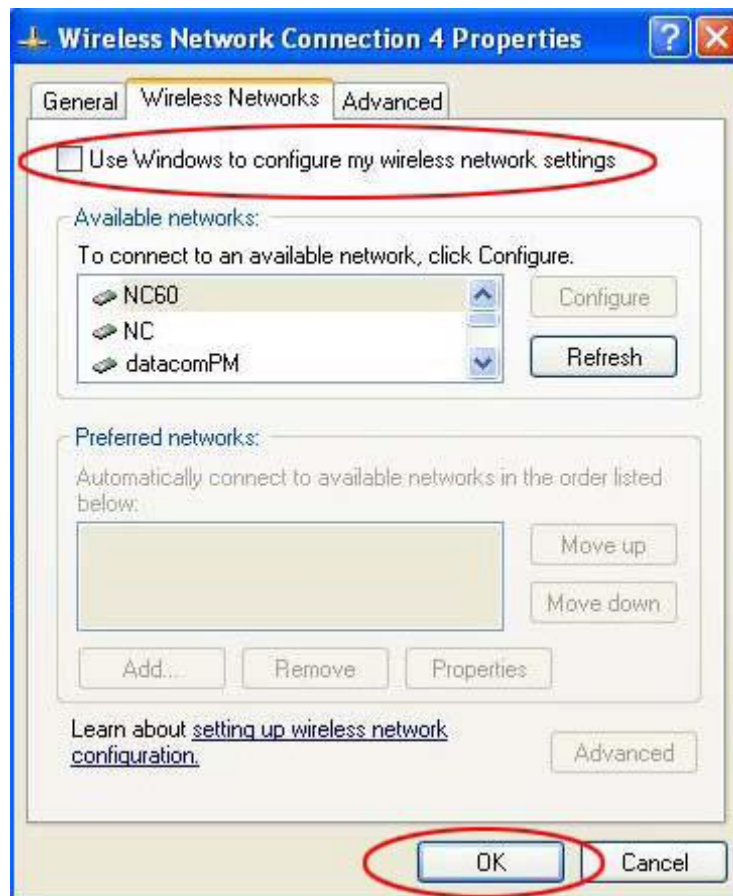 Wireless Network Connection 4 Properties
General
Wireless Networks
Advanced
Use Windows to configure my wireless network settings
Available networks:
To connect to an available network, click Configure.
NC60
NC
datacomPM
Configure
Refresh
Preferred networks:
Automatically connect to available networks in the order listed
below:
Move up
Move down
Add...
Remove
Properties
Learn about setting up wireless network
configuration.
Advanced
OK
Cancel